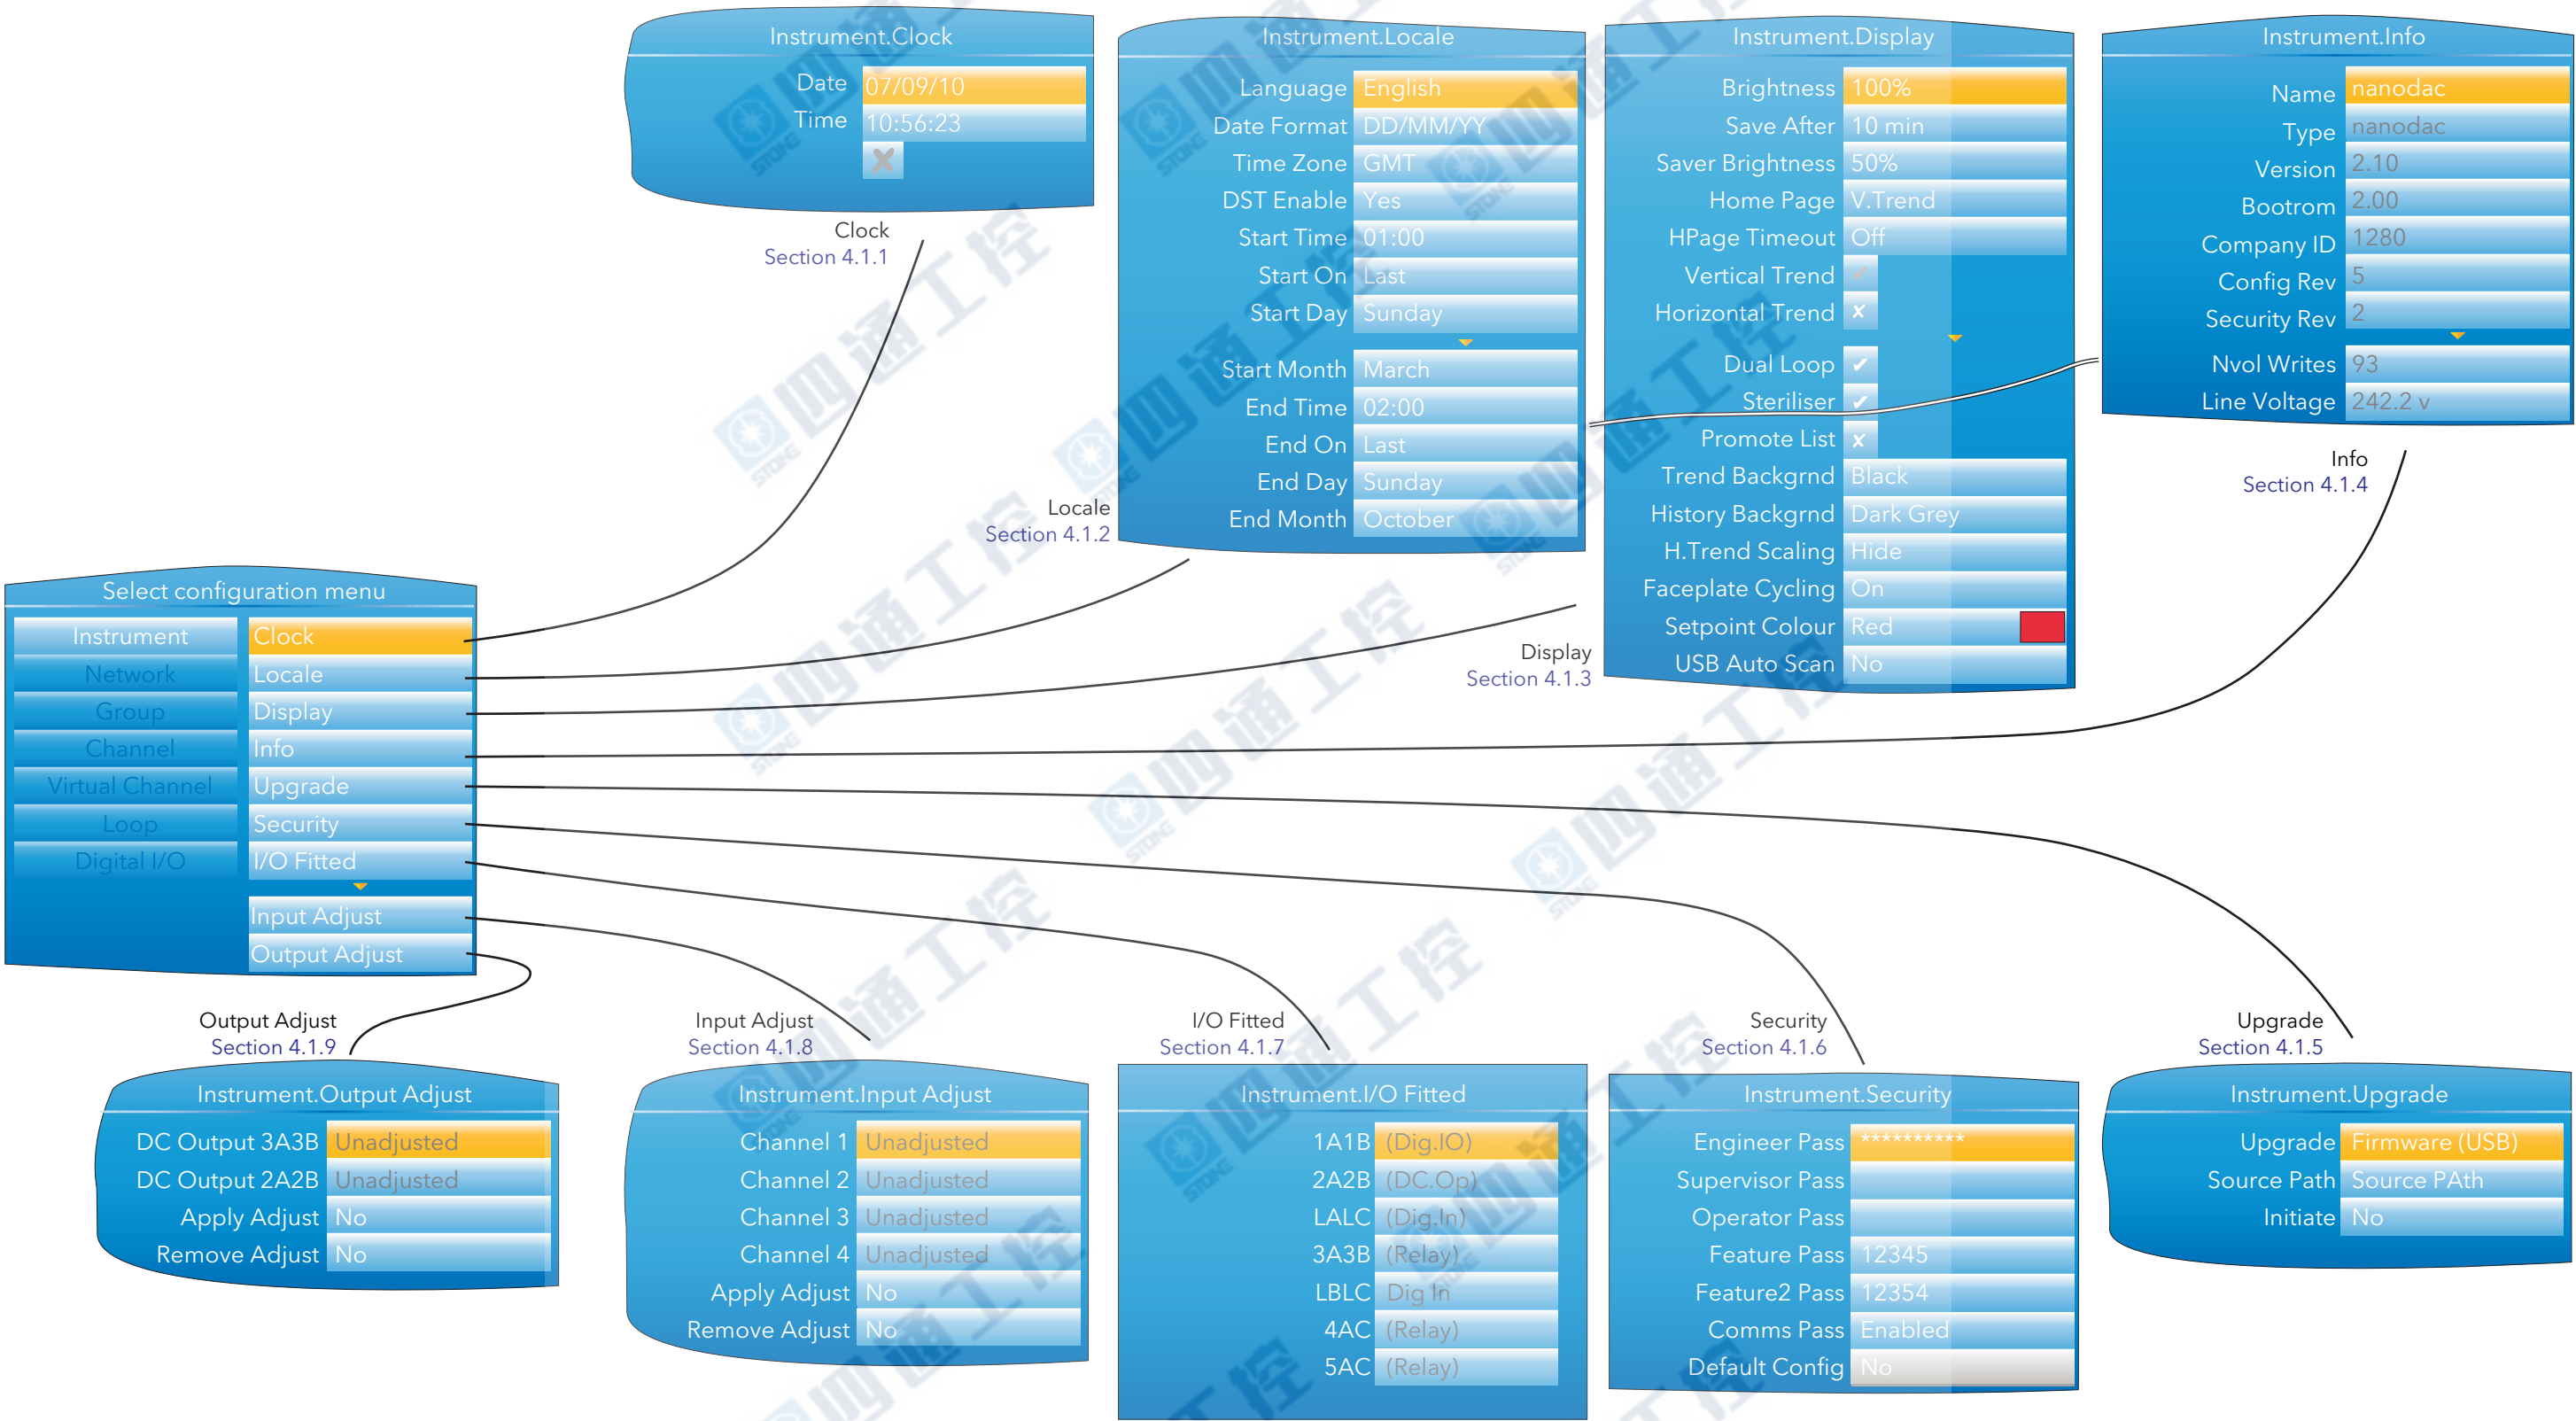 Instrument.Clock
Date 07/09/10
Time 10:56:23
Clock
Section 4.1.1
Instrument.Locale
Language English
Date Format DD/MM/YY
Time Zone GMT
DST Enable Yes
Start Time 01:00
Start On Last
Start Day Sunday
Start Month March
End Time 02:00
End On Last
End Day Sunday
End Month October
Locale
Section 4.1.2
Instrument.Display
Brightness 100%
Save After 10 min
Saver Brightness 50%
Home Page V.Trend
HPage Timeout Off
Vertical Trend
Horizontal Trend
Dual Loop
Steriliser
Promote List
Trend Backgrnd Black
History Backgrnd Dark Grey
H.Trend Scaling Hide
Faceplate Cycling On
Setpoint Colour Red
USB Auto Scan No
Display
Section 4.1.3
Instrument.Info
Name nanodac
Type nanodac
Version 2.10
Bootrom 2.00
Company ID 1280
Config Rev 5
Security Rev 2
Nvol Writes 93
Line Voltage 242.2 v
Info
Section 4.1.4
Select configuration menu
Instrument Clock
Network Locale
Group Display
Channel Info
Virtual Channel Upgrade
Loop Security
Digital I/O I/O Fitted
Input Adjust
Output Adjust
Output Adjust
Section 4.1.9
Instrument.Output Adjust
DC Output 3A3B Unadjusted
DC Output 2A2B Unadjusted
Apply Adjust No
Remove Adjust No
Input Adjust
Section 4.1.8
Instrument.Input Adjust
Channel 1 Unadjusted
Channel 2 Unadjusted
Channel 3 Unadjusted
Channel 4 Unadjusted
Apply Adjust No
Remove Adjust No
I/O Fitted
Section 4.1.7
Instrument.I/O Fitted
1A1B (Dig.IO)
2A2B (DC.Op)
LALC (Dig.In)
3A3B (Relay)
LBLC Dig In
4AC (Relay)
5AC (Relay)
Security
Section 4.1.6
Instrument.Security
Engineer Pass **********
Supervisor Pass
Operator Pass
Feature Pass 12345
Feature2 Pass 12354
Comms Pass Enabled
Default Config No
Upgrade
Section 4.1.5
Instrument.Upgrade
Upgrade Firmware (USB)
Source Path Source PAth
Initiate No
四通工控
STONE